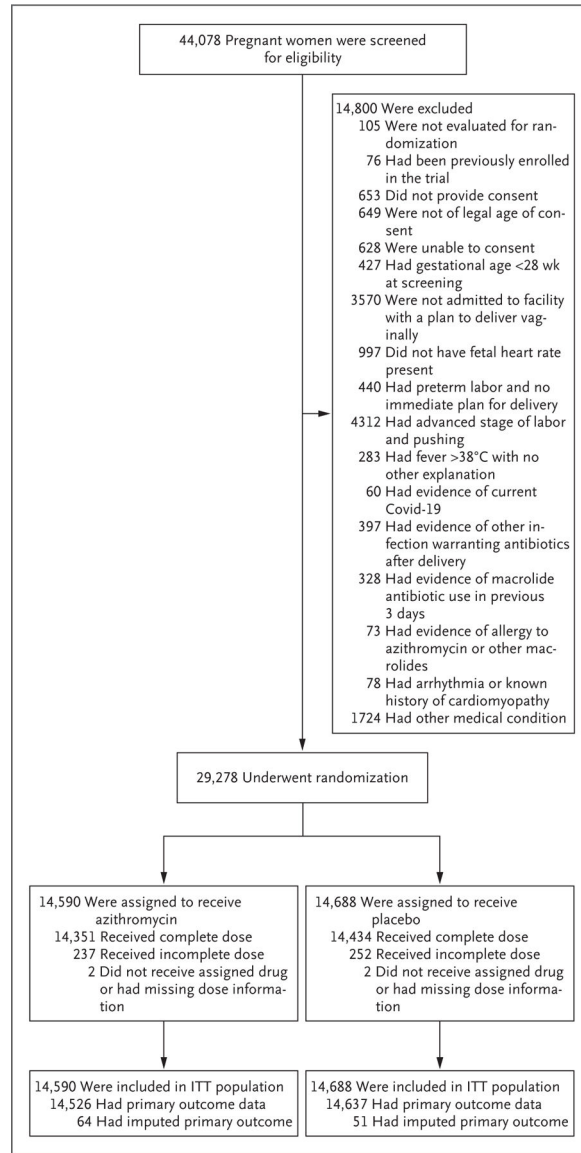 44,078 Pregnant women were screened
for eligibility
14,800 Were excluded
105 Were not evaluated for ran-
domization
76 Had been previously enrolled
in the trial
653 Did not provide consent
649 Were not of legal age of con-
sent
628 Were unable to consent
427 Had gestational age <28 wk
at screening
3570 Were not admitted to facility
with a plan to deliver vag-
inally
997 Did not have fetal heart rate
present
440 Had preterm labor and no
immediate plan for delivery
4312 Had advanced stage of labor
and pushing
283 Had fever >38°C with no
other explanation
60 Had evidence of current
Covid-19
397 Had evidence of other in-
fection warranting antibiotics
after delivery
328 Had evidence of macrolide
antibiotic use in previous
3 days
73 Had evidence of allergy to
azithromycin or other mac-
rolides
78 Had arrhythmia or known
history of cardiomyopathy
1724 Had other medical condition
29,278 Underwent randomization
14,590 Were assigned to receive
azithromycin
14,351 Received complete dose
237 Received incomplete dose
2 Did not receive assigned drug
or had missing dose informa-
tion
14,688 Were assigned to receive
placebo
14,434 Received complete dose
252 Received incomplete dose
2 Did not receive assigned drug
or had missing dose informa-
tion
14,590 Were included in ITT population
14,526 Had primary outcome data
64 Had imputed primary outcome
14,688 Were included in ITT population
14,637 Had primary outcome data
51 Had imputed primary outcome